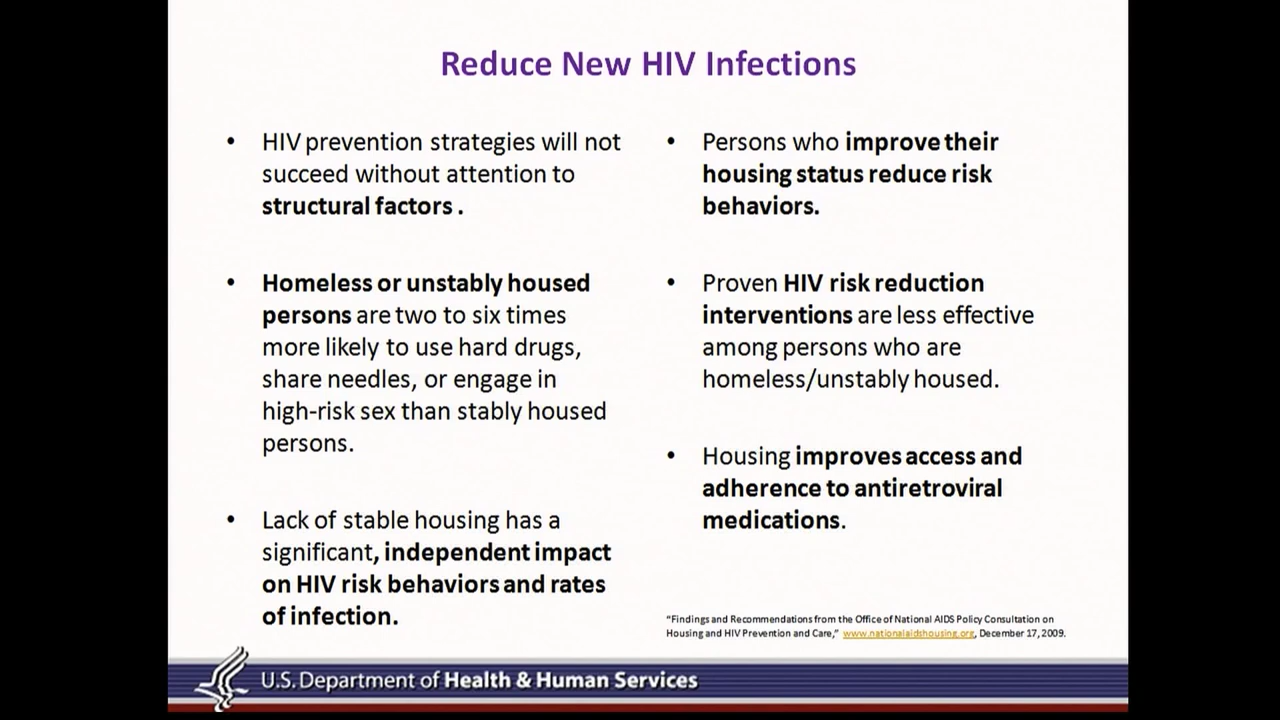 Reduce New HIV Infections
• HIV prevention strategies will not
succeed without attention to
structural factors .
• Homeless or unstably housed
persons are two to six times
more likely to use hard drugs,
share needles, or engage in
high-risk sex than stably housed
persons.
• Lack of stable housing has a
significant, independent impact
on HIV risk behaviors and rates
of infection.
• Persons who improve their
housing status reduce risk
behaviors.
• Proven HIV risk reduction
interventions are less effective
among persons who are
homeless/unstably housed.
• Housing improves access and
adherence to antiretroviral
medications.
“Findings and Recommendations from the Office of National AIDS Policy Consultation on
Housing and HIV Prevention and Care,” www.nationalaidshousing.org, December 17, 2009.
U.S. Department of Health & Human Services